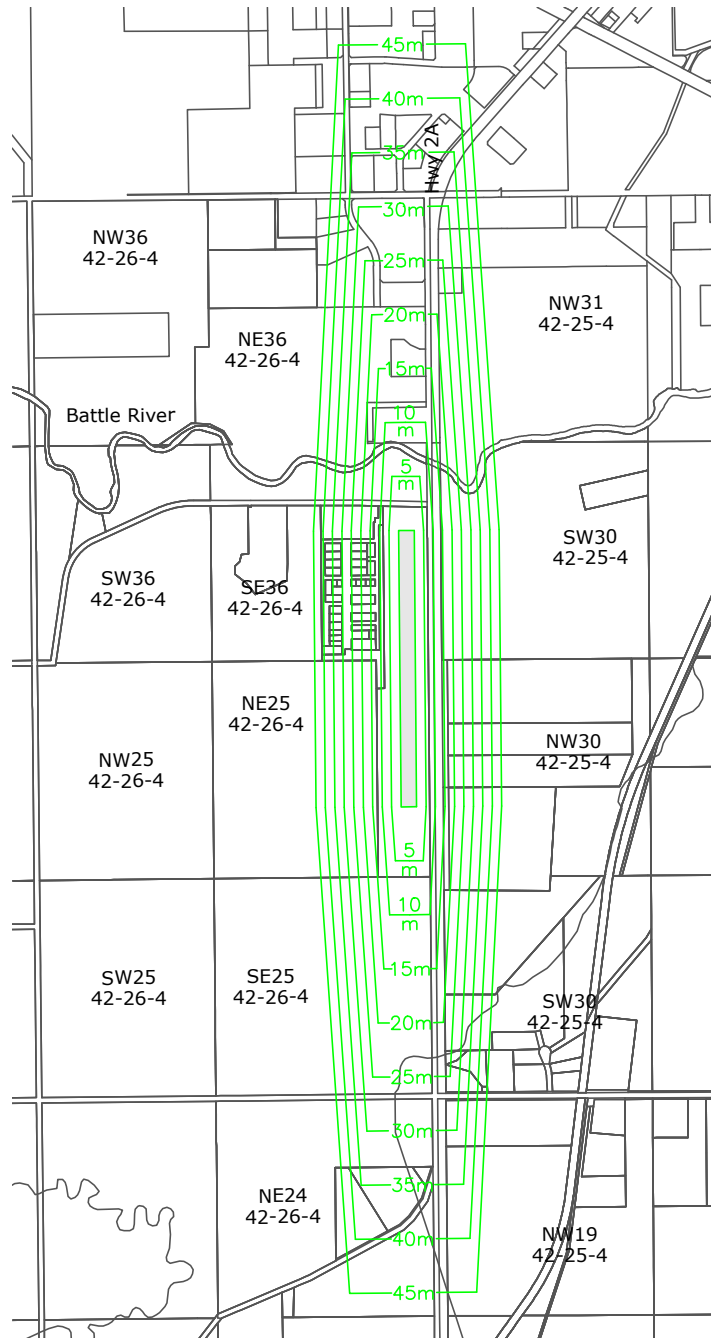 45m
40m
Hwy 2A
35m
30m
NW36
42-26-4
25m
NW31
42-25-4
20m
NE36
42-26-4
15m
Battle River
10
m
5
m
SW30
42-25-4
SW36
42-26-4
SE36
42-26-4
NE25
42-26-4
NW25
42-26-4
NW30
42-25-4
5
m
10
m
15m
SW25
42-26-4
SE25
42-26-4
SW30
42-25-4
20m
25m
30m
35m
NE24
42-26-4
40m
NW19
42-25-4
45m